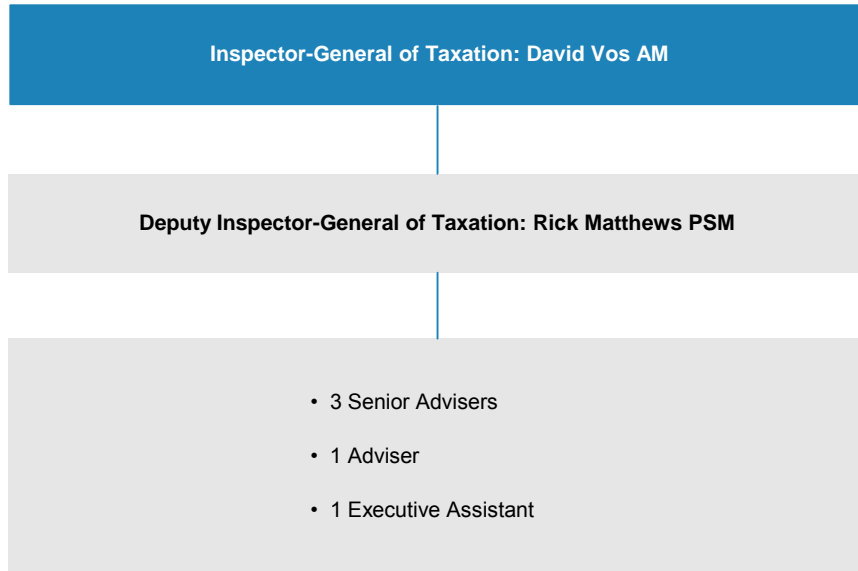 Inspector-General of Taxation: David Vos AM
Deputy Inspector-General of Taxation: Rick Matthews PSM
• 3 Senior Advisers
• 1 Adviser
• 1 Executive Assistant